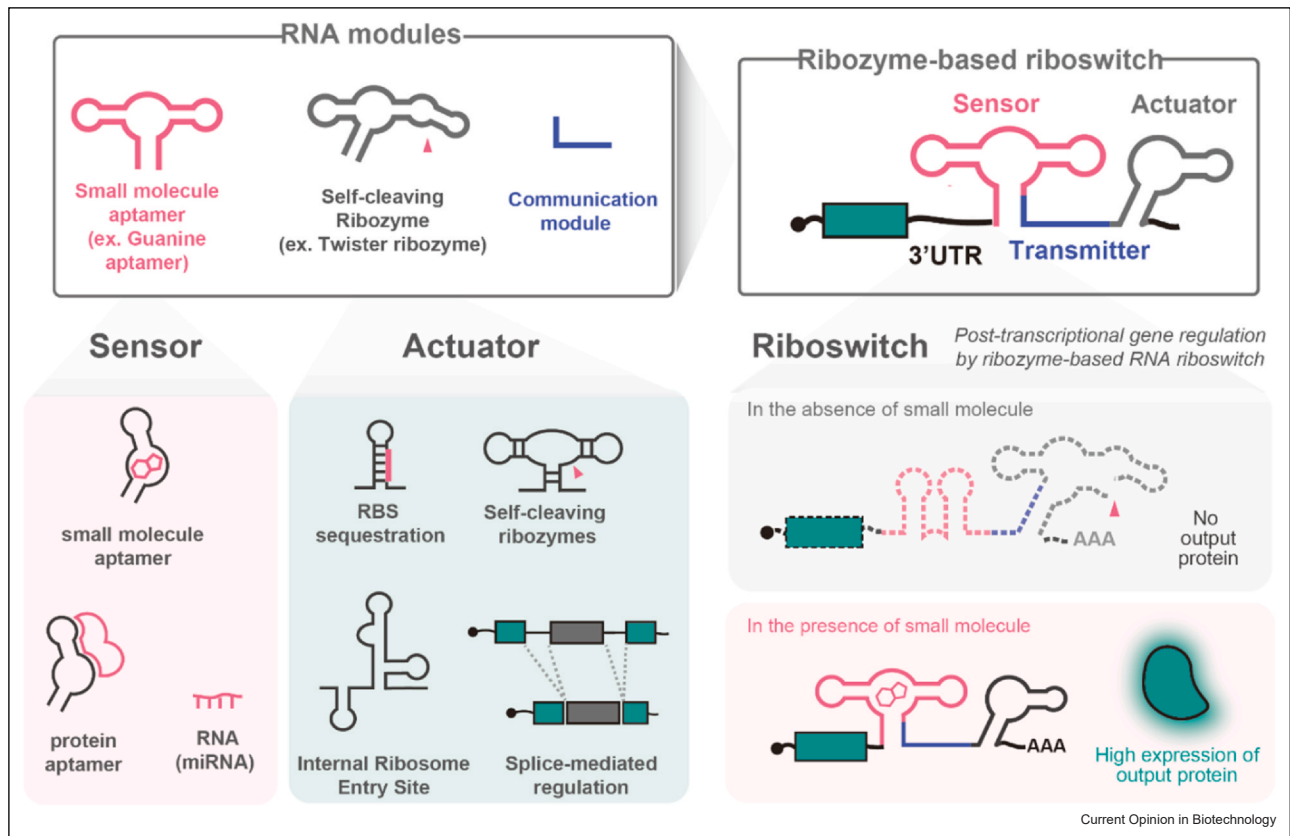 RNA modules
Small molecule
aptamer
(ex. Guanine
aptamer)
Self-cleaving
Ribozyme
(ex. Twister ribozyme)
Communication
module
Ribozyme-based riboswitch
Sensor
Actuator
3'UTR
Transmitter
Sensor
small molecule
aptamer
protein
aptamer
RNA
(miRNA)
Actuator
RBS
sequestration
Self-cleaving
ribozymes
Internal Ribosome
Entry Site
Splice-mediated
regulation
Riboswitch
Post-transcriptional gene regulation
by ribozyme-based RNA riboswitch
In the absence of small molecule
AAA
No
output
protein
In the presence of small molecule
AAA
High expression of
output protein
Current Opinion in Biotechnology